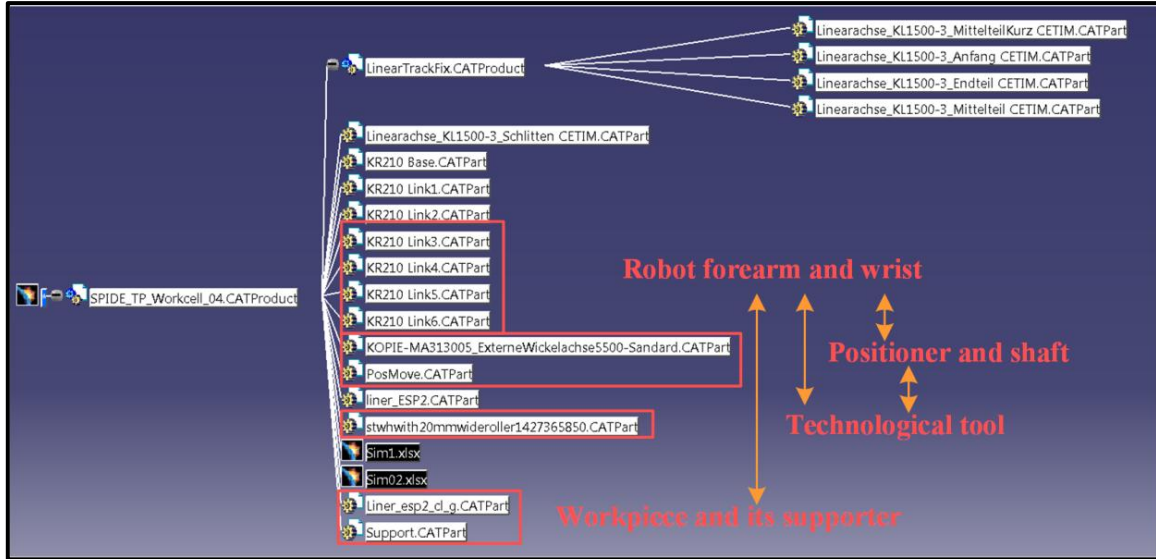 Linearachse_KL1500-3_MittelteilKurz CETIM.CATPart
Linearachse_KL1500-3_Anfang CETIM.CATPart
LinearTrackFix.CATProduct
Linearachse_KL1500-3_Endteil CETIM.CATPart
Linearachse_KL1500-3_Mittelteil CETIM.CATPart
Linearachse_KL1500-3_Schlitten CETIM.CATPart
KR210 Base.CATPart
KR210 Link1.CATPart
KR210 Link2.CATPart
KR210 Link3.CATPart
KR210 Link4.CATPart
Robot forearm and wrist
KR210 Link5.CATPart
SPIDE_TP_Workcell_04.CATProduct
KR210 Link6.CATPart
KOPIE-MA313005_ExterneWickelachse5500-Sandard.CATPart
Positioner and shaft
PosMove.CATPart
liner_ESP2.CATPart
stwhwith20mmwideroller1427365850.CATPart
Technological tool
Sim1.xlsx
Sim02.xlsx
Liner_esp2_cl_g.CATPart
Workpiece and its supporter
Support.CATPart